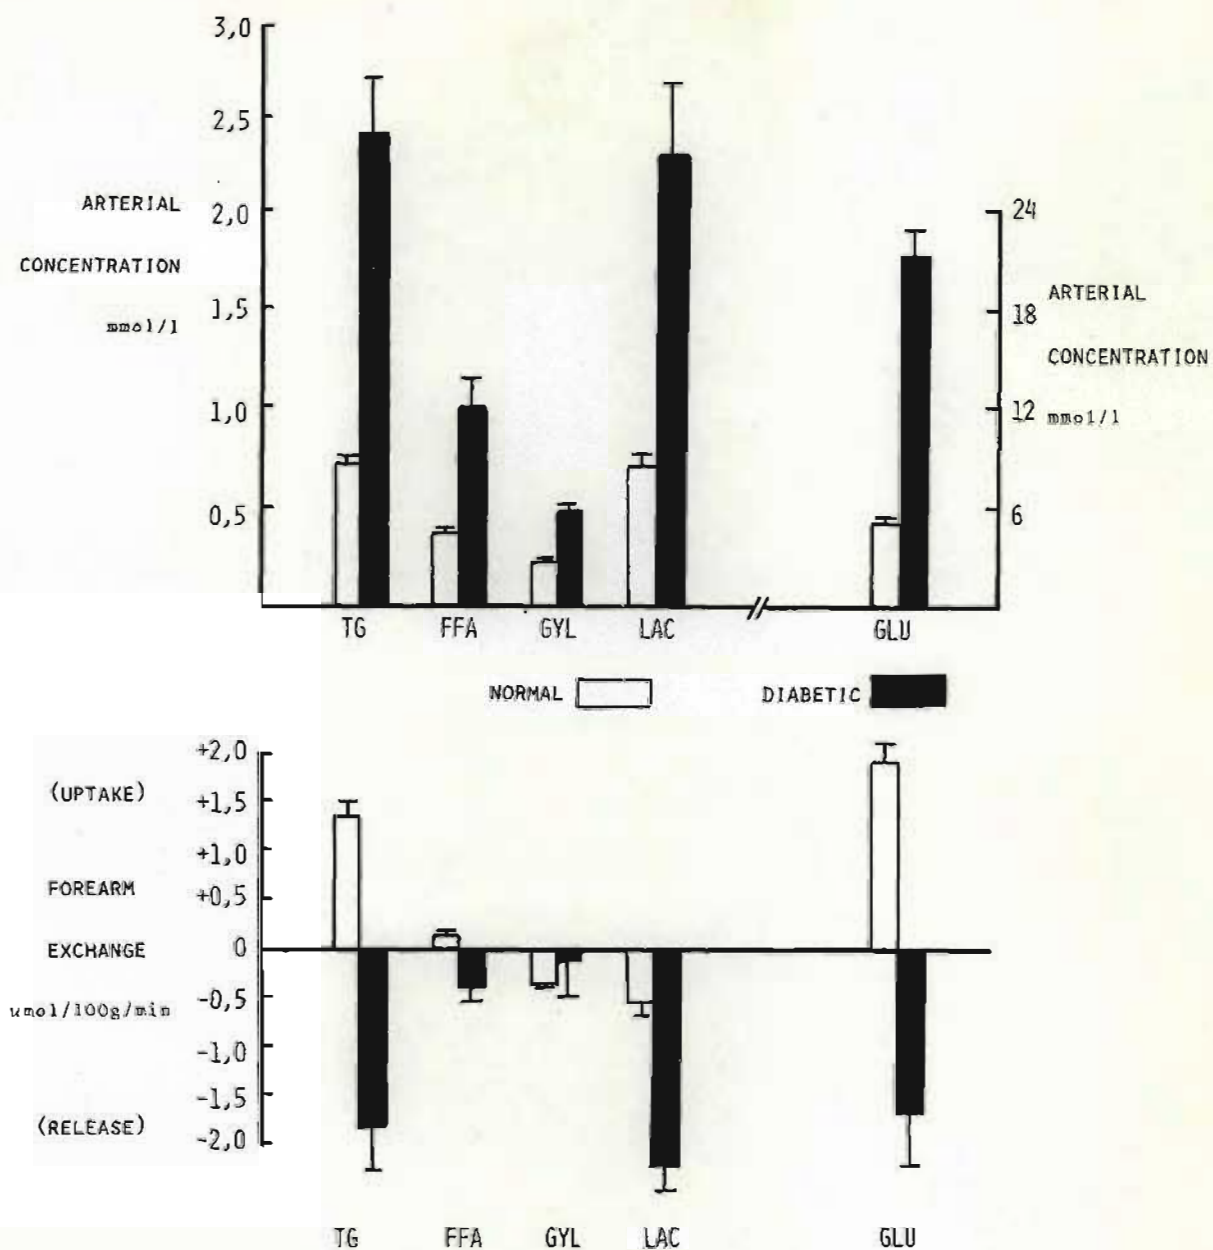 3,0
2,5
2,0
1,5
1,0
0,5
ARTERIAL
CONCENTRATION
mmol/l
24
18
12
6
ARTERIAL
CONCENTRATION
mmol/l
TG FFA GYL LAC GLU
NORMAL DIABETIC
+2,0
+1,5
+1,0
+0,5
0
-0,5
-1,0
-1,5
-2,0
(UPTAKE)
FOREARM
EXCHANGE
umol/100g/min
(RELEASE)
TG FFA GYL LAC GLU